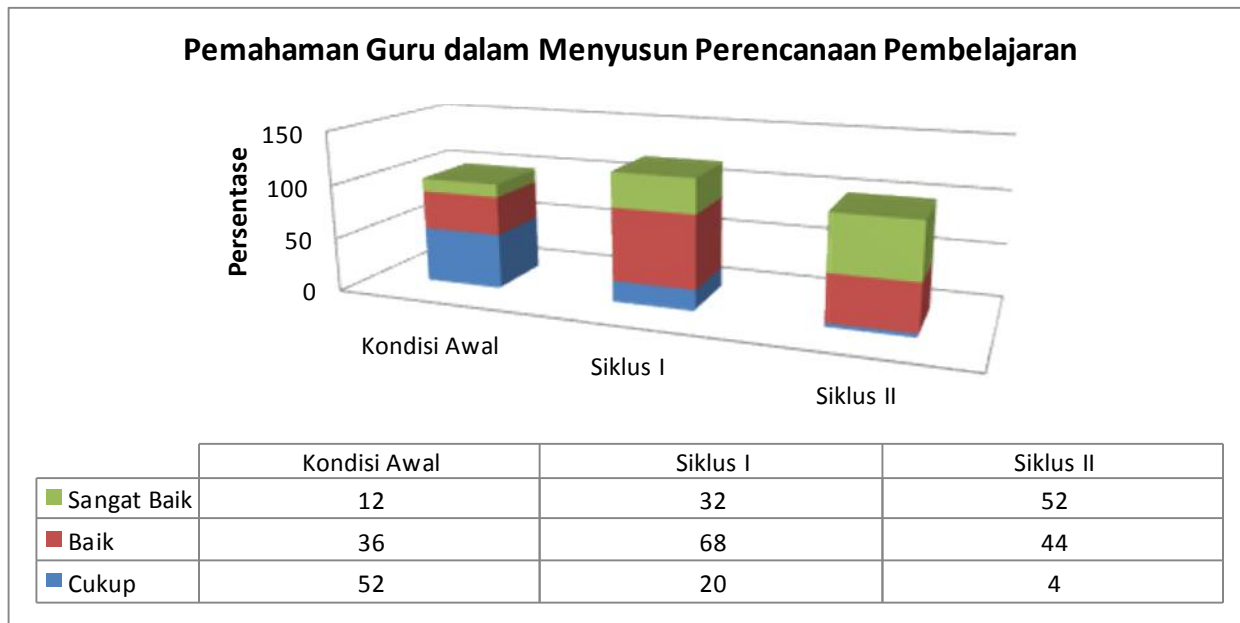 Pemahaman Guru dalam Menyusun Perencanaan Pembelajaran
Persentase
150
100
50
0
Kondisi Awal
Siklus I
Siklus II
Kondisi Awal Siklus I Siklus II
Sangat Baik 12 32 52
Baik 36 68 44
Cukup 52 20 4